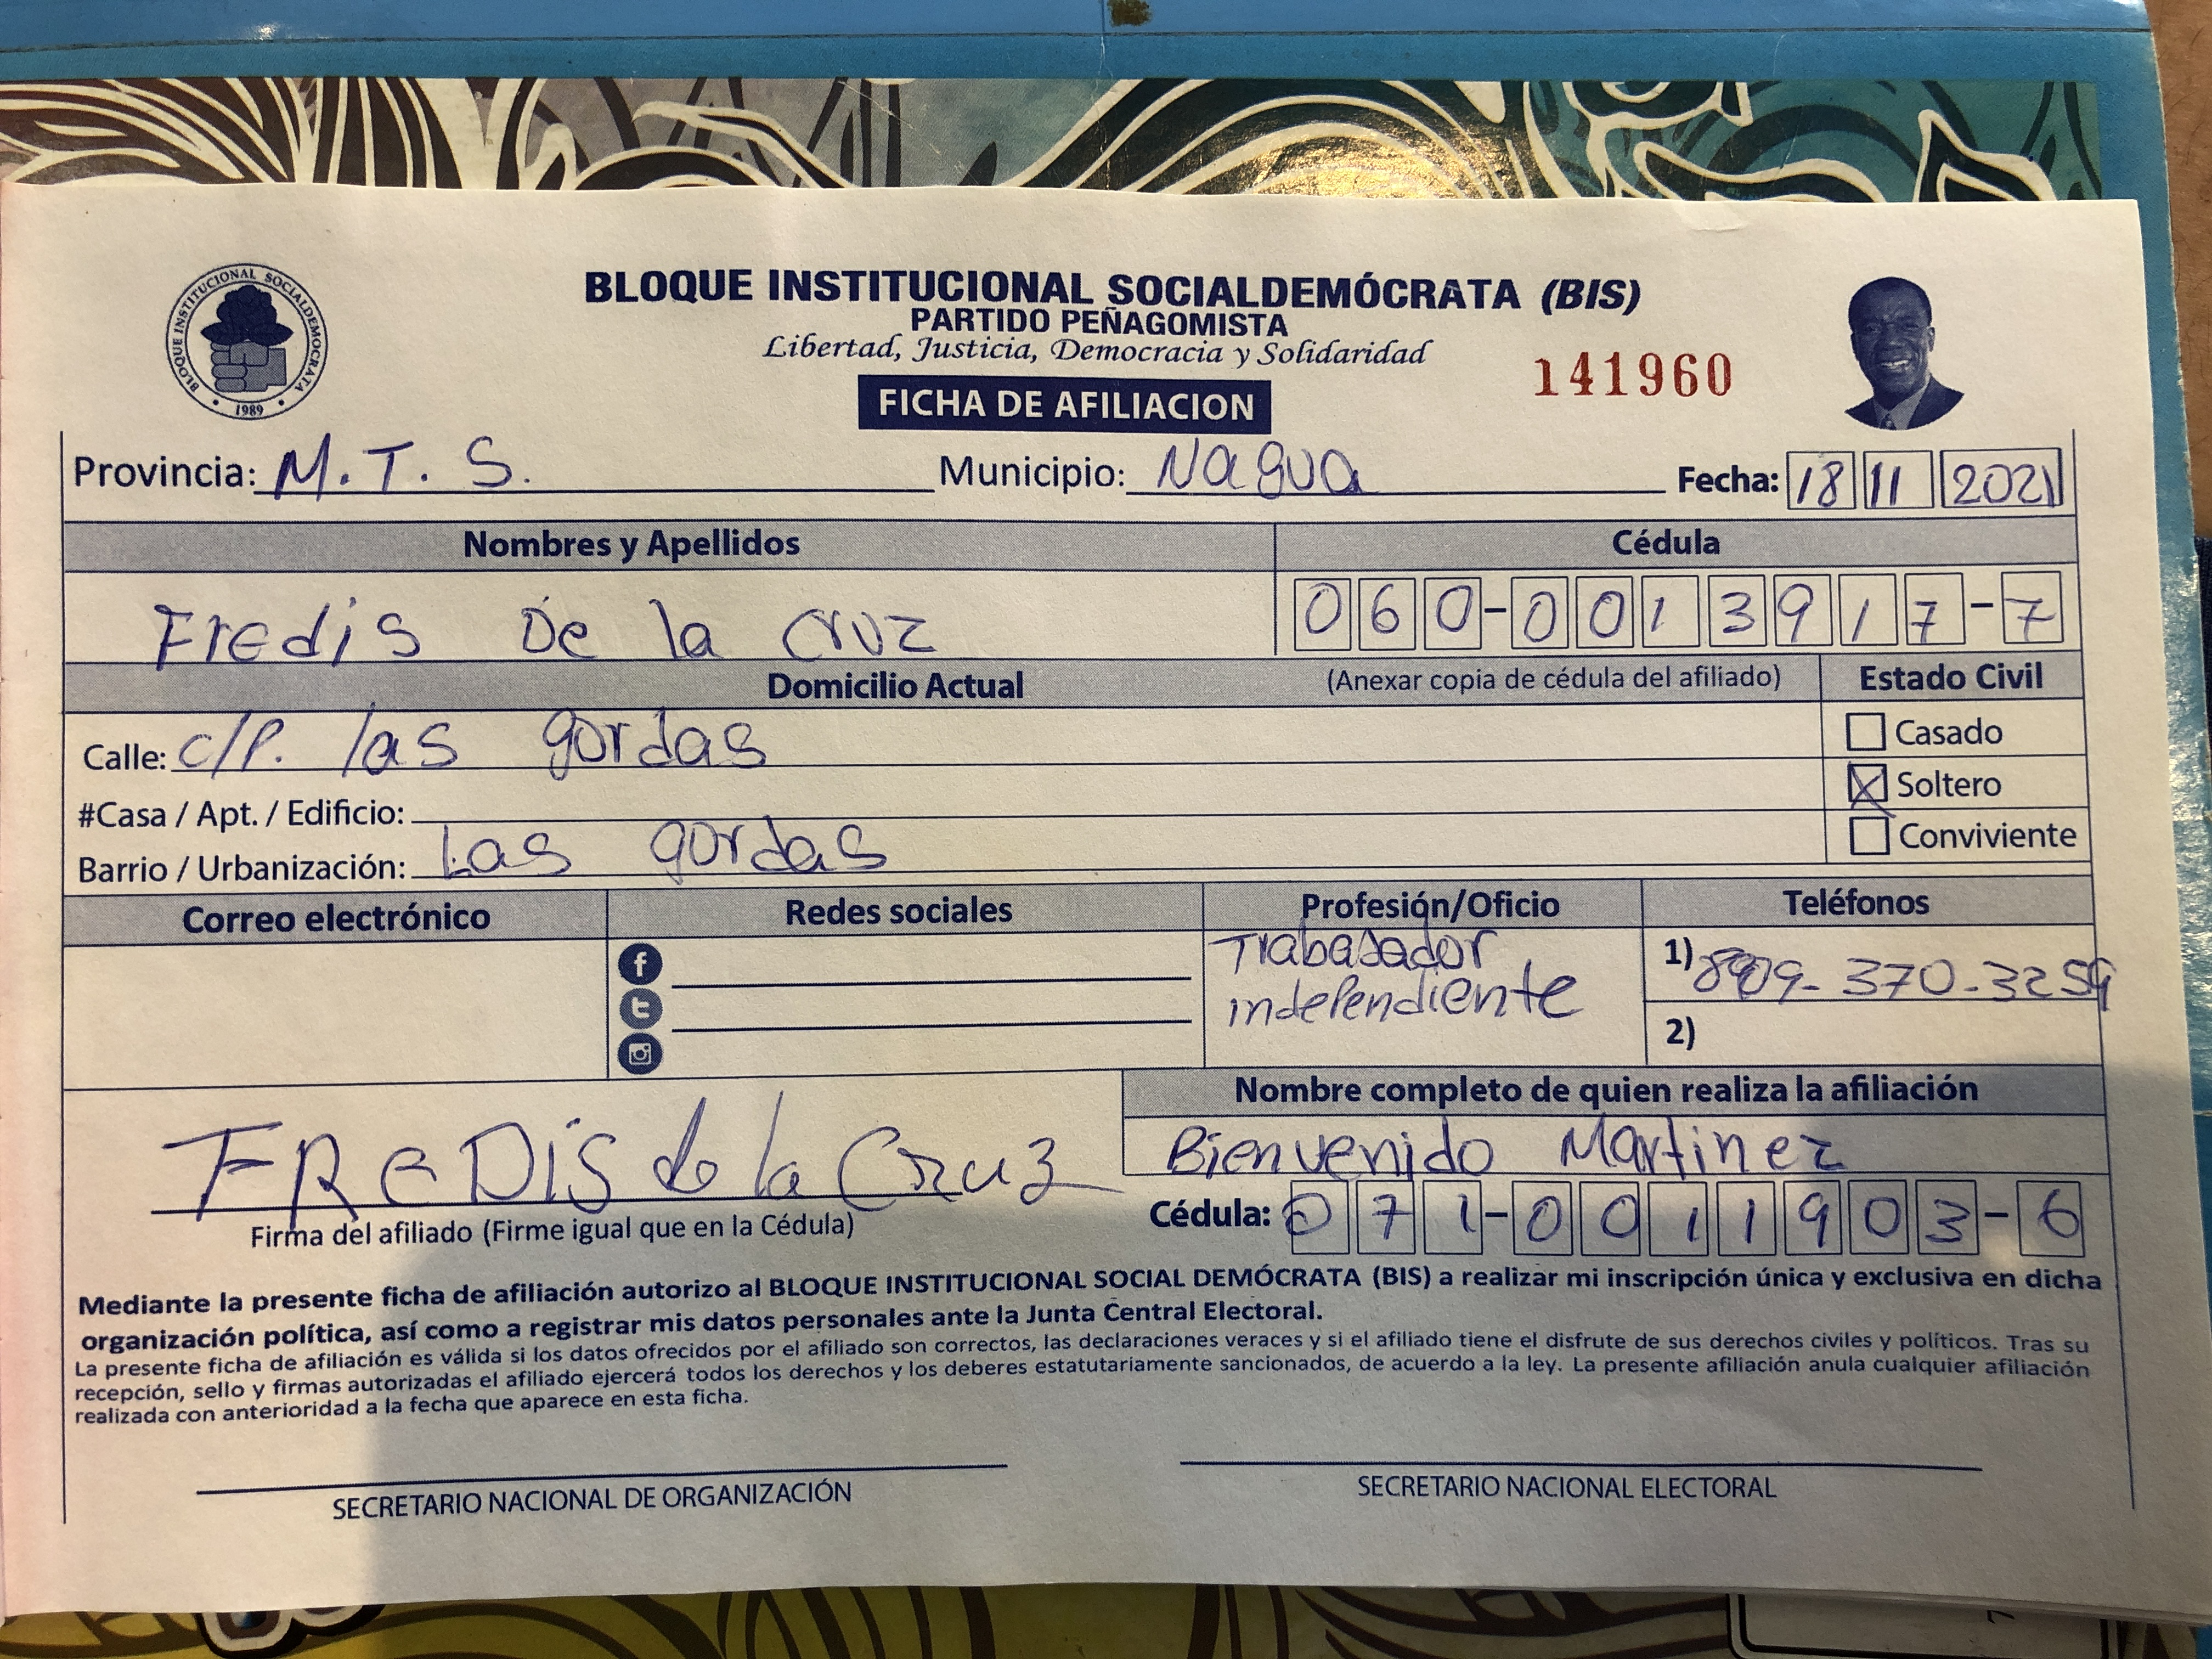 BLOQUE INSTITUCIONAL SOCIALDEMOCRATA
1989
BLOQUE INSTITUCIONAL SOCIALDEMÓCRATA (BIS)
PARTIDO PEÑAGOMISTA
Libertad, Justicia, Democracia y Solidaridad
141960
FICHA DE AFILIACION
Provincia: M.T.S. Municipio: Nagua Fecha: 18 11 2021
Nombres y Apellidos Cédula
Fredis De la Cruz 060-0013917-7
Domicilio Actual (Anexar copia de cédula del afiliado) Estado Civil
Calle: c/P. las gordas Casado
#Casa / Apt. / Edificio: Soltero
Barrio / Urbanización: Las gordas Conviviente
Correo electrónico Redes sociales Profesión/Oficio Teléfonos
Trabasador 1) 809-370-3259
indePendiente
2)
Nombre completo de quien realiza la afiliación
FReDis de la Cruz Bienvenido Martinez
Firma del afiliado (Firme igual que en la Cédula) Cédula: 071-0011903-6
Mediante la presente ficha de afiliación autorizo al BLOQUE INSTITUCIONAL SOCIAL DEMÓCRATA (BIS) a realizar mi inscripción única y exclusiva en dicha
organización política, así como a registrar mis datos personales ante la Junta Central Electoral.
La presente ficha de afiliación es válida si los datos ofrecidos por el afiliado son correctos, las declaraciones veraces y si el afiliado tiene el disfrute de sus derechos civiles y políticos. Tras su
recepción, sello y firmas autorizadas el afiliado ejercerá todos los derechos y los deberes estatutariamente sancionados, de acuerdo a la ley. La presente afiliación anula cualquier afiliación
realizada con anterioridad a la fecha que aparece en esta ficha.
SECRETARIO NACIONAL DE ORGANIZACIÓN SECRETARIO NACIONAL ELECTORAL